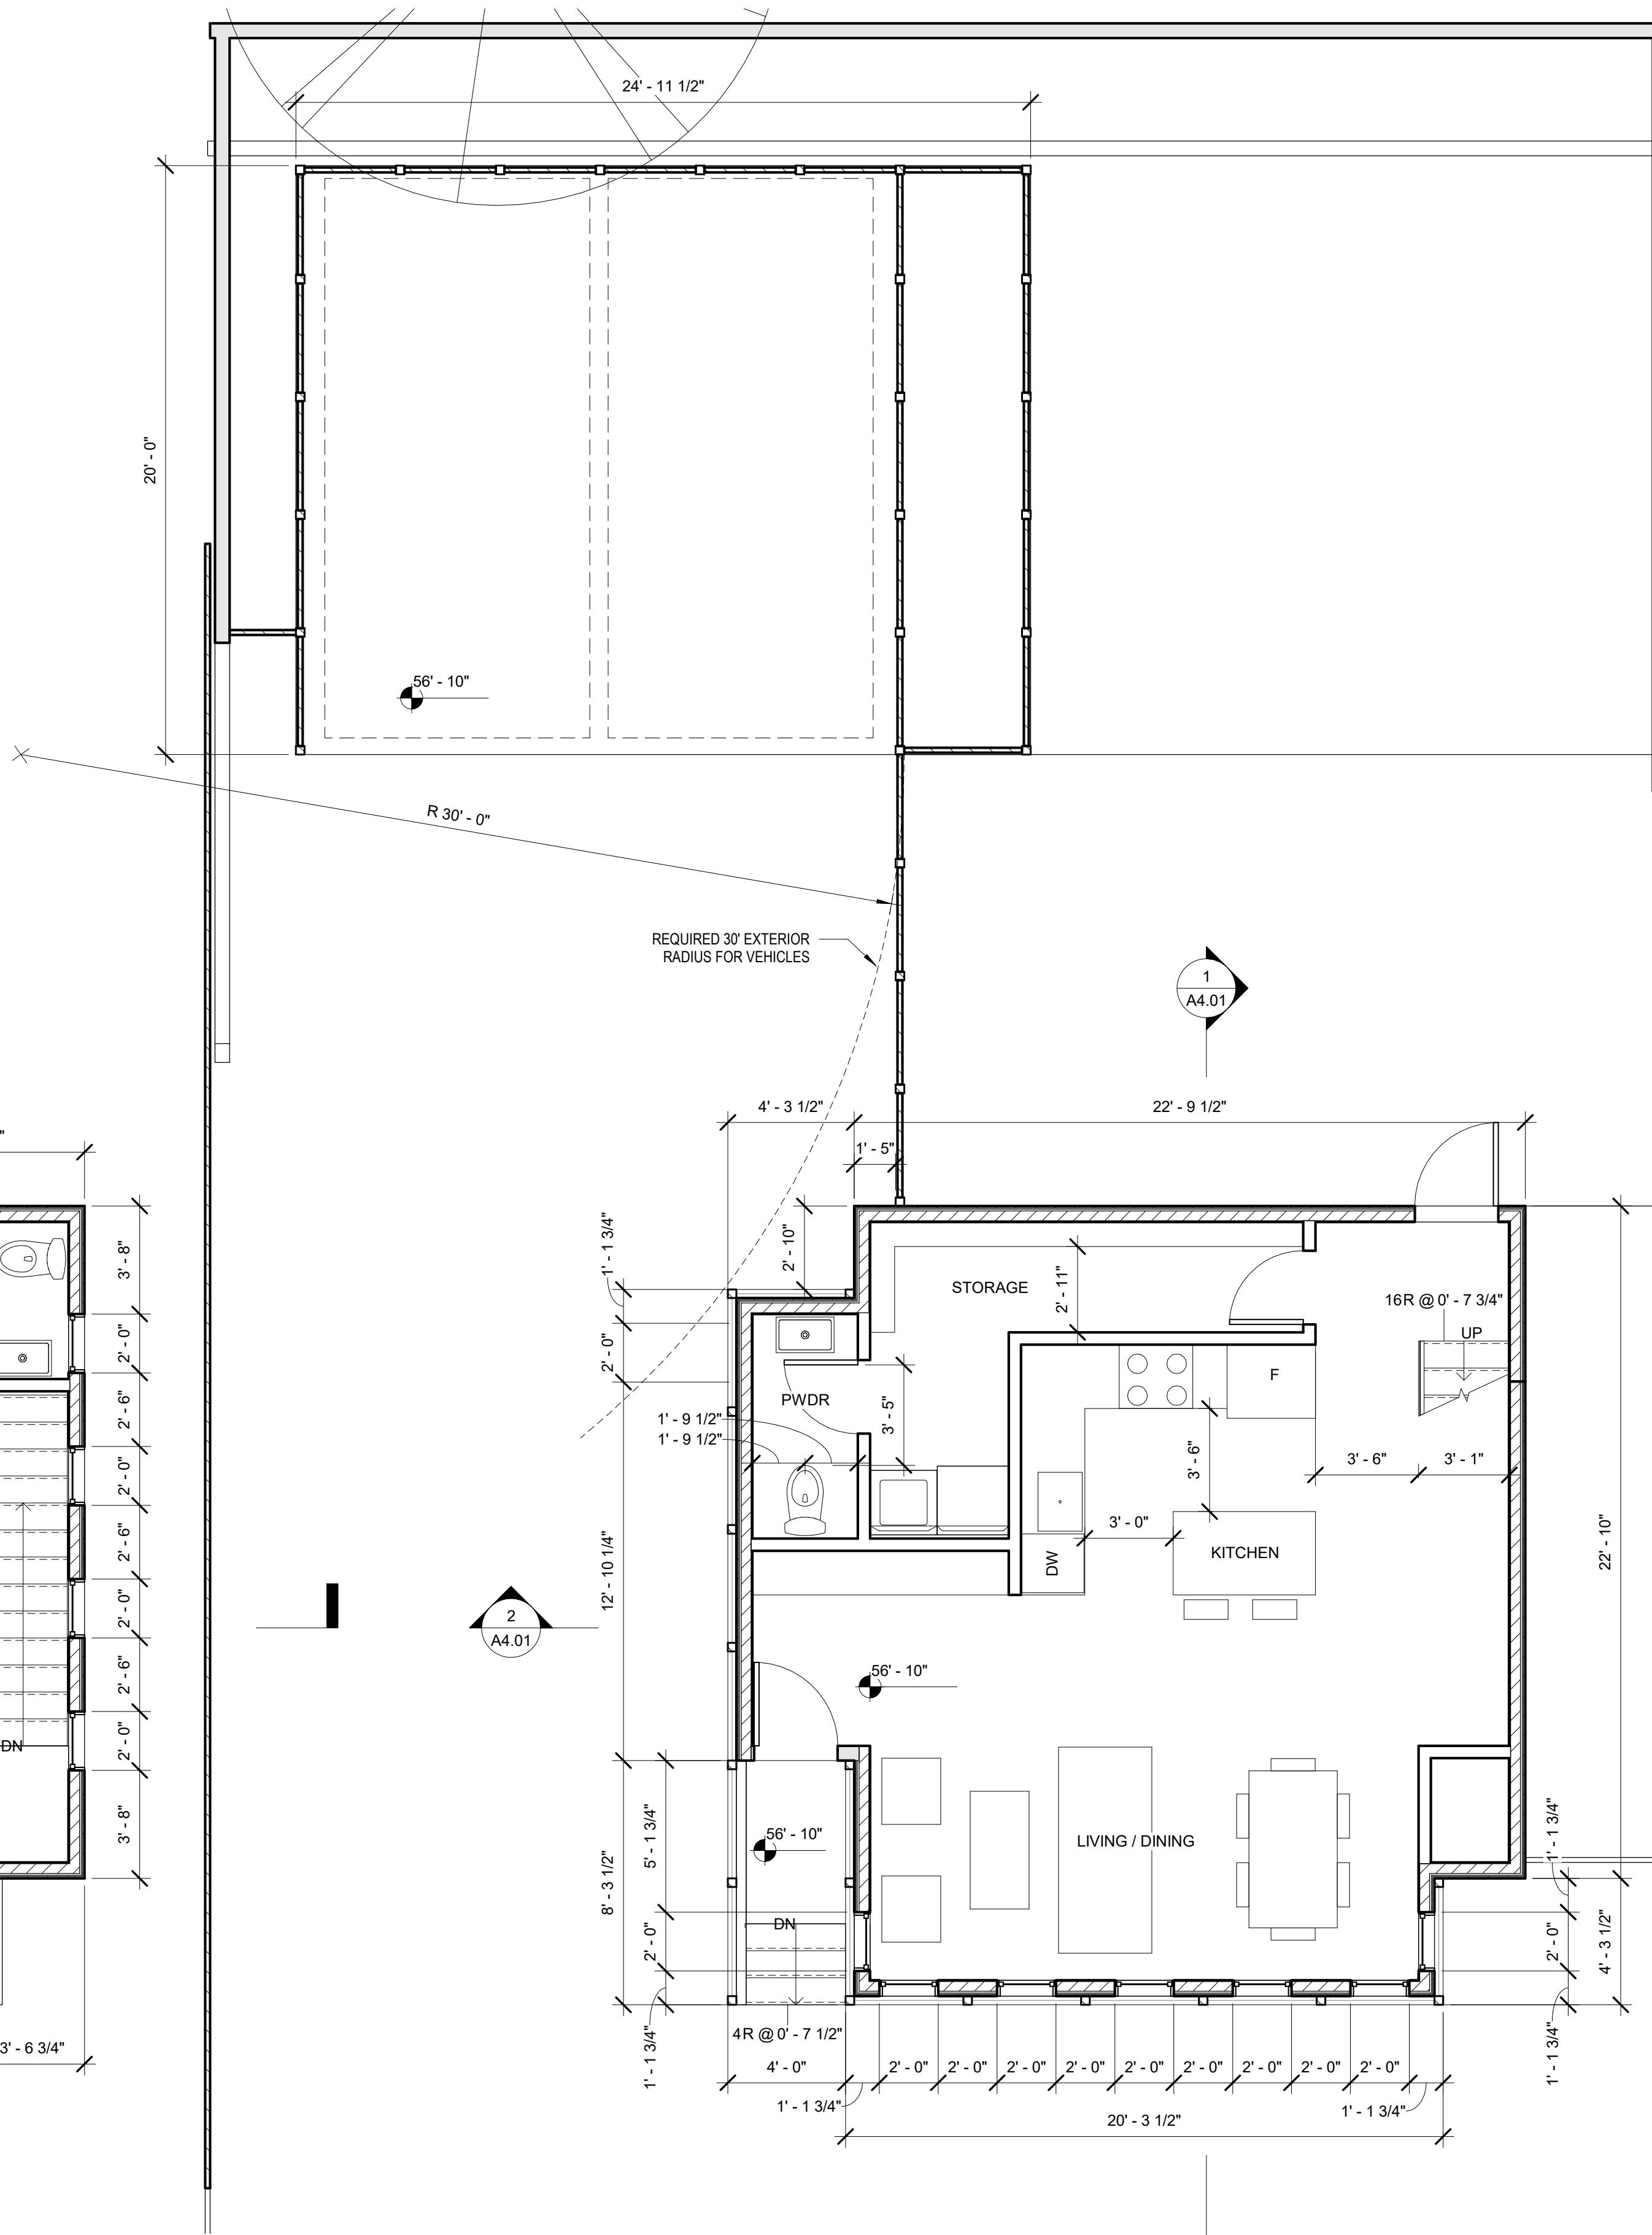 24' - 11 1/2"
20' - 0"
56' - 10"
R 30' - 0"
REQUIRED 30' EXTERIOR
RADIUS FOR VEHICLES
1
A4.01
"
4' - 3 1/2"
22' - 9 1/2"
1' - 5"
3' - 8"
2' - 0"
2' - 6"
2' - 0"
2' - 6"
2' - 0"
2' - 6"
2' - 0"
3' - 8"
DN
3' - 6 3/4"
1' - 1 3/4"
2' - 10"
2' - 0"
12' - 10 1/4"
8' - 3 1/2"
STORAGE
2' - 11"
16R @ 0' - 7 3/4"
UP
F
PWDR
3' - 5"
1' - 9 1/2"
1' - 9 1/2"
3' - 6"
3' - 6"
3' - 1"
3' - 0"
KITCHEN
DW
22' - 10"
2
A4.01
56' - 10"
56' - 10"
5' - 1 3/4"
2' - 0"
1' - 1 3/4"
LIVING / DINING
DN
4R @ 0' - 7 1/2"
1' - 1 3/4"
2' - 0"
1' - 1 3/4"
4' - 3 1/2"
4' - 0"
2' - 0"
2' - 0"
2' - 0"
2' - 0"
2' - 0"
2' - 0"
2' - 0"
2' - 0"
2' - 0"
1' - 1 3/4"
1' - 1 3/4"
20' - 3 1/2"